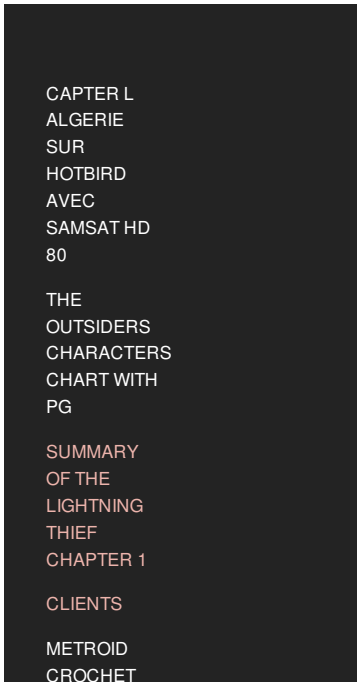 CAPTER L
ALGERIE
SUR
HOTBIRD
AVEC
SAMSAT HD
80
THE
OUTSIDERS
CHARACTERS
CHART WITH
PG
SUMMARY
OF THE
LIGHTNING
THIEF
CHAPTER 1
CLIENTS
METROID
CROCHET